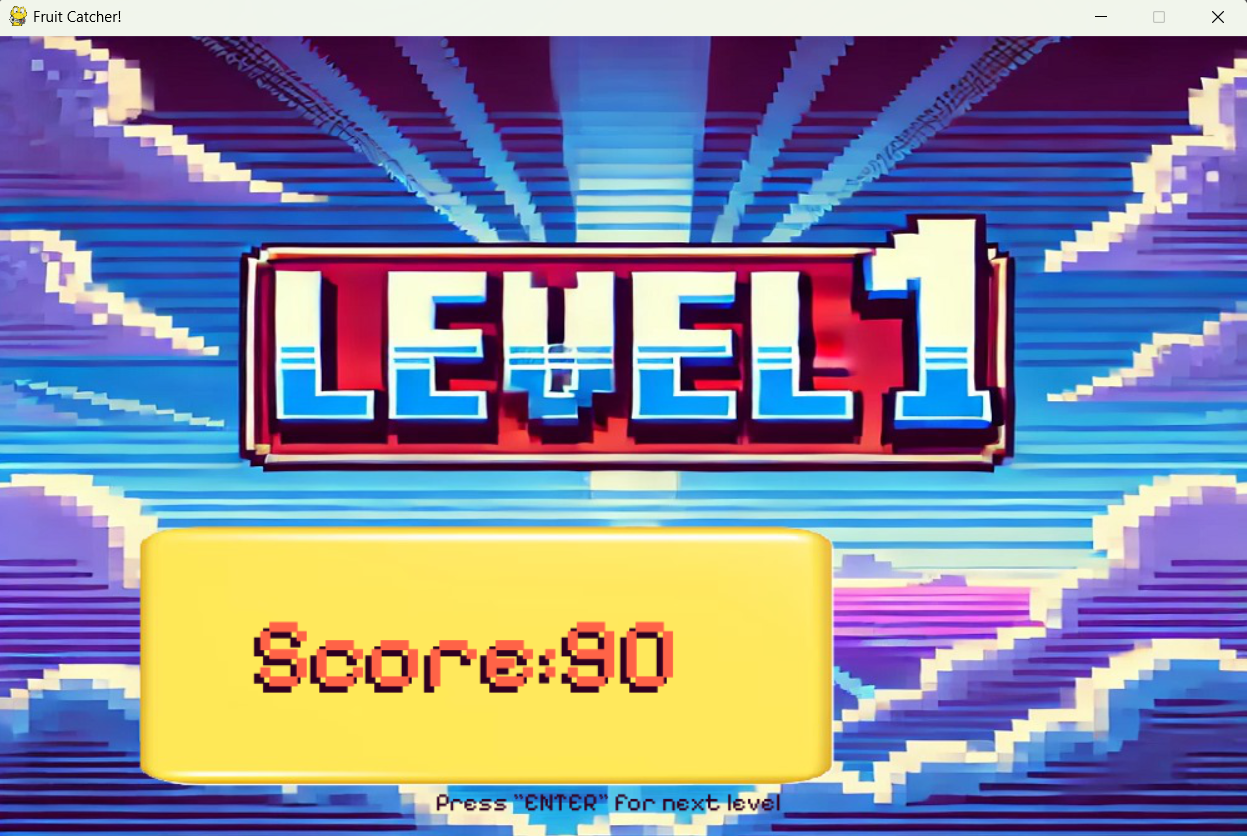 Fruit Catcher!
LEVEL 1
Score:90
Press "ENTER" for next level